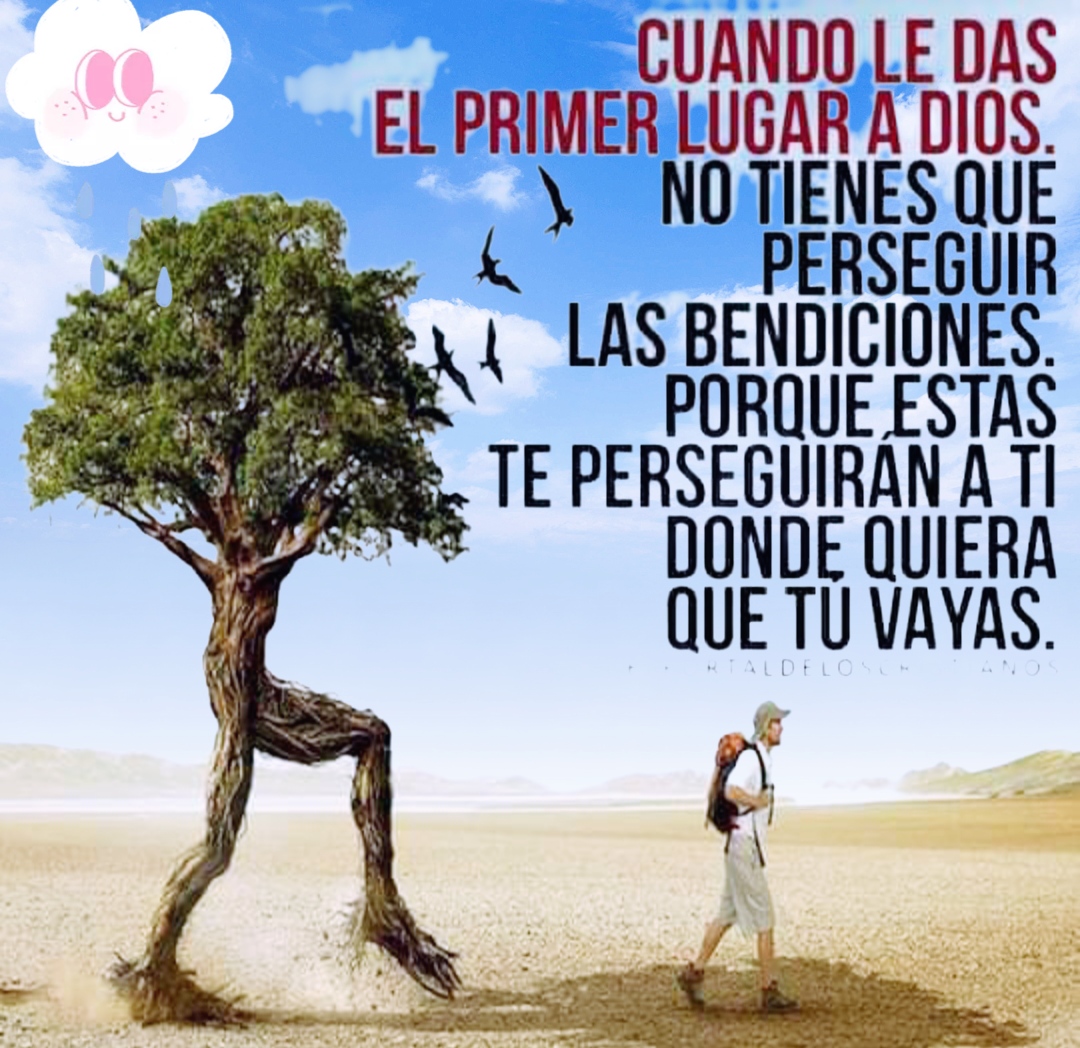 CUANDO LE DAS
EL PRIMER LUGAR A DIOS.
NO TIENES QUE
PERSEGUIR
LAS BENDICIONES.
PORQUE ESTAS
TE PERSEGUIRÁN A TI
DONDE QUIERA
QUE TÚ VAYAS.